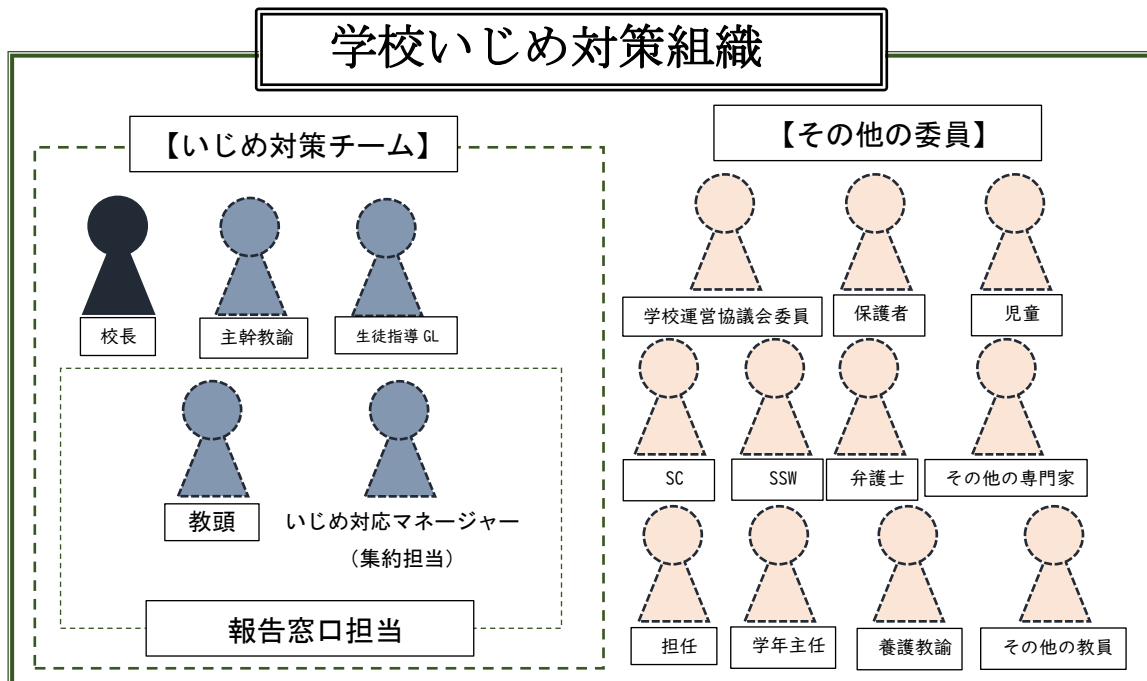 学校いじめ対策組織
【いじめ対策チーム】
校長
主幹教諭
生徒指導 GL
教頭
いじめ対応マネージャー
（集約担当）
報告窓口担当
【その他の委員】
学校運営協議会委員
保護者
児童
SC
SSW
弁護士
その他の専門家
担任
学年主任
養護教諭
その他の教員